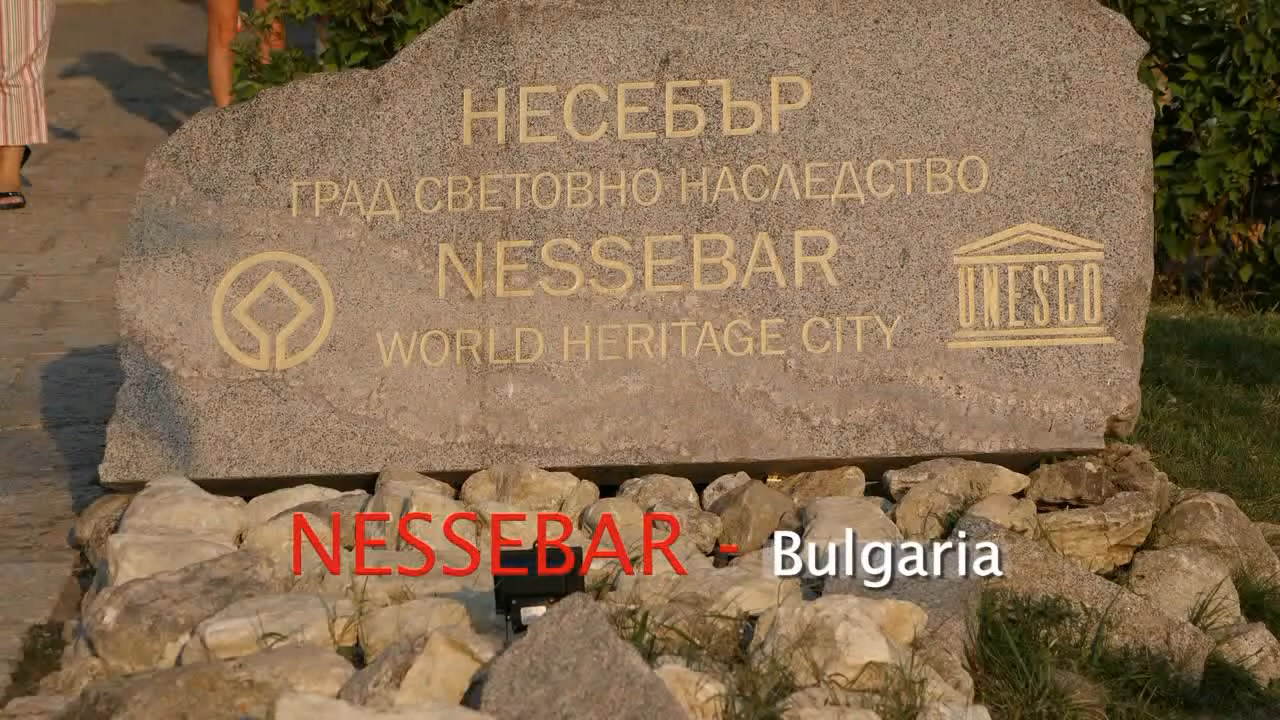 НЕСЕБЪР
ГРАД СВЕТОВНО НАСЛЕДСТВО
NESSEBAR
WORLD HERITAGE CITY
UNESCO
NESSEBAR - Bulgaria